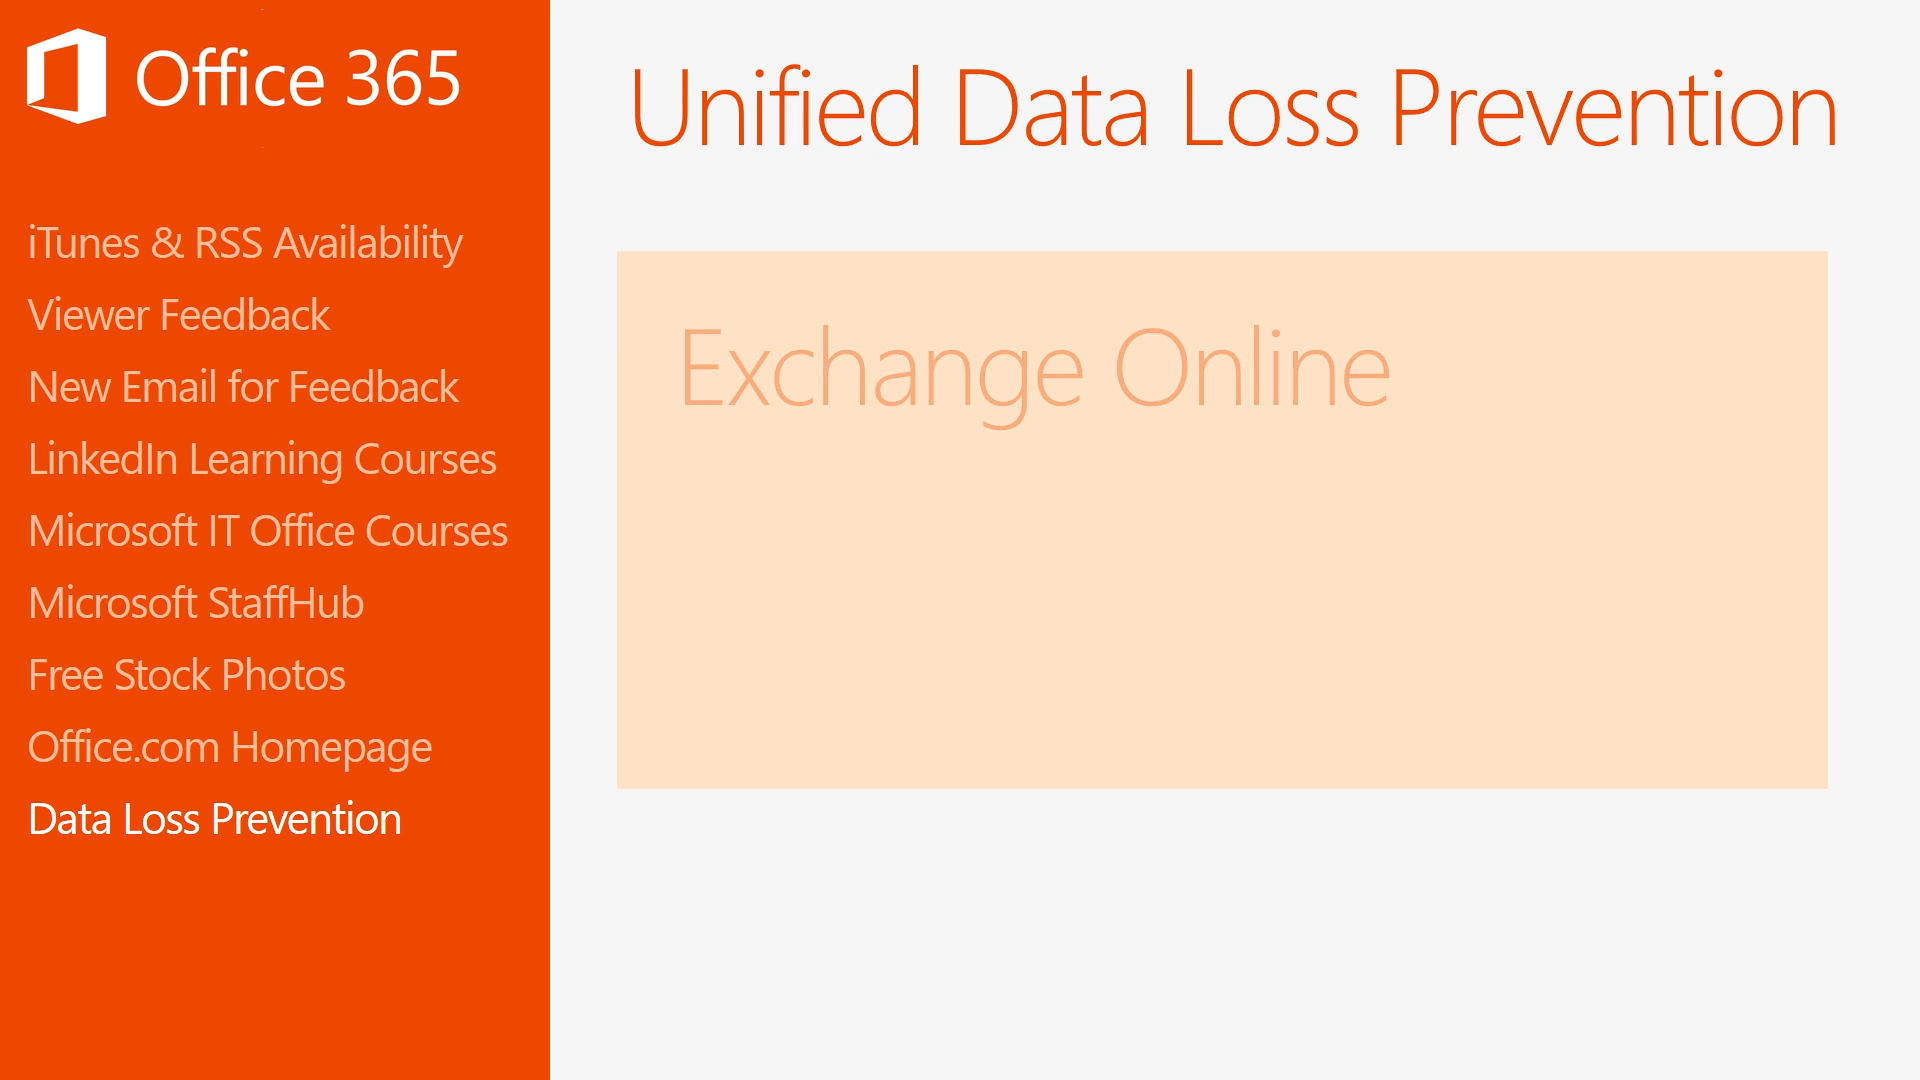 Office 365
iTunes & RSS Availability
Viewer Feedback
New Email for Feedback
LinkedIn Learning Courses
Microsoft IT Office Courses
Microsoft StaffHub
Free Stock Photos
Office.com Homepage
Data Loss Prevention
Unified Data Loss Prevention
Exchange Online